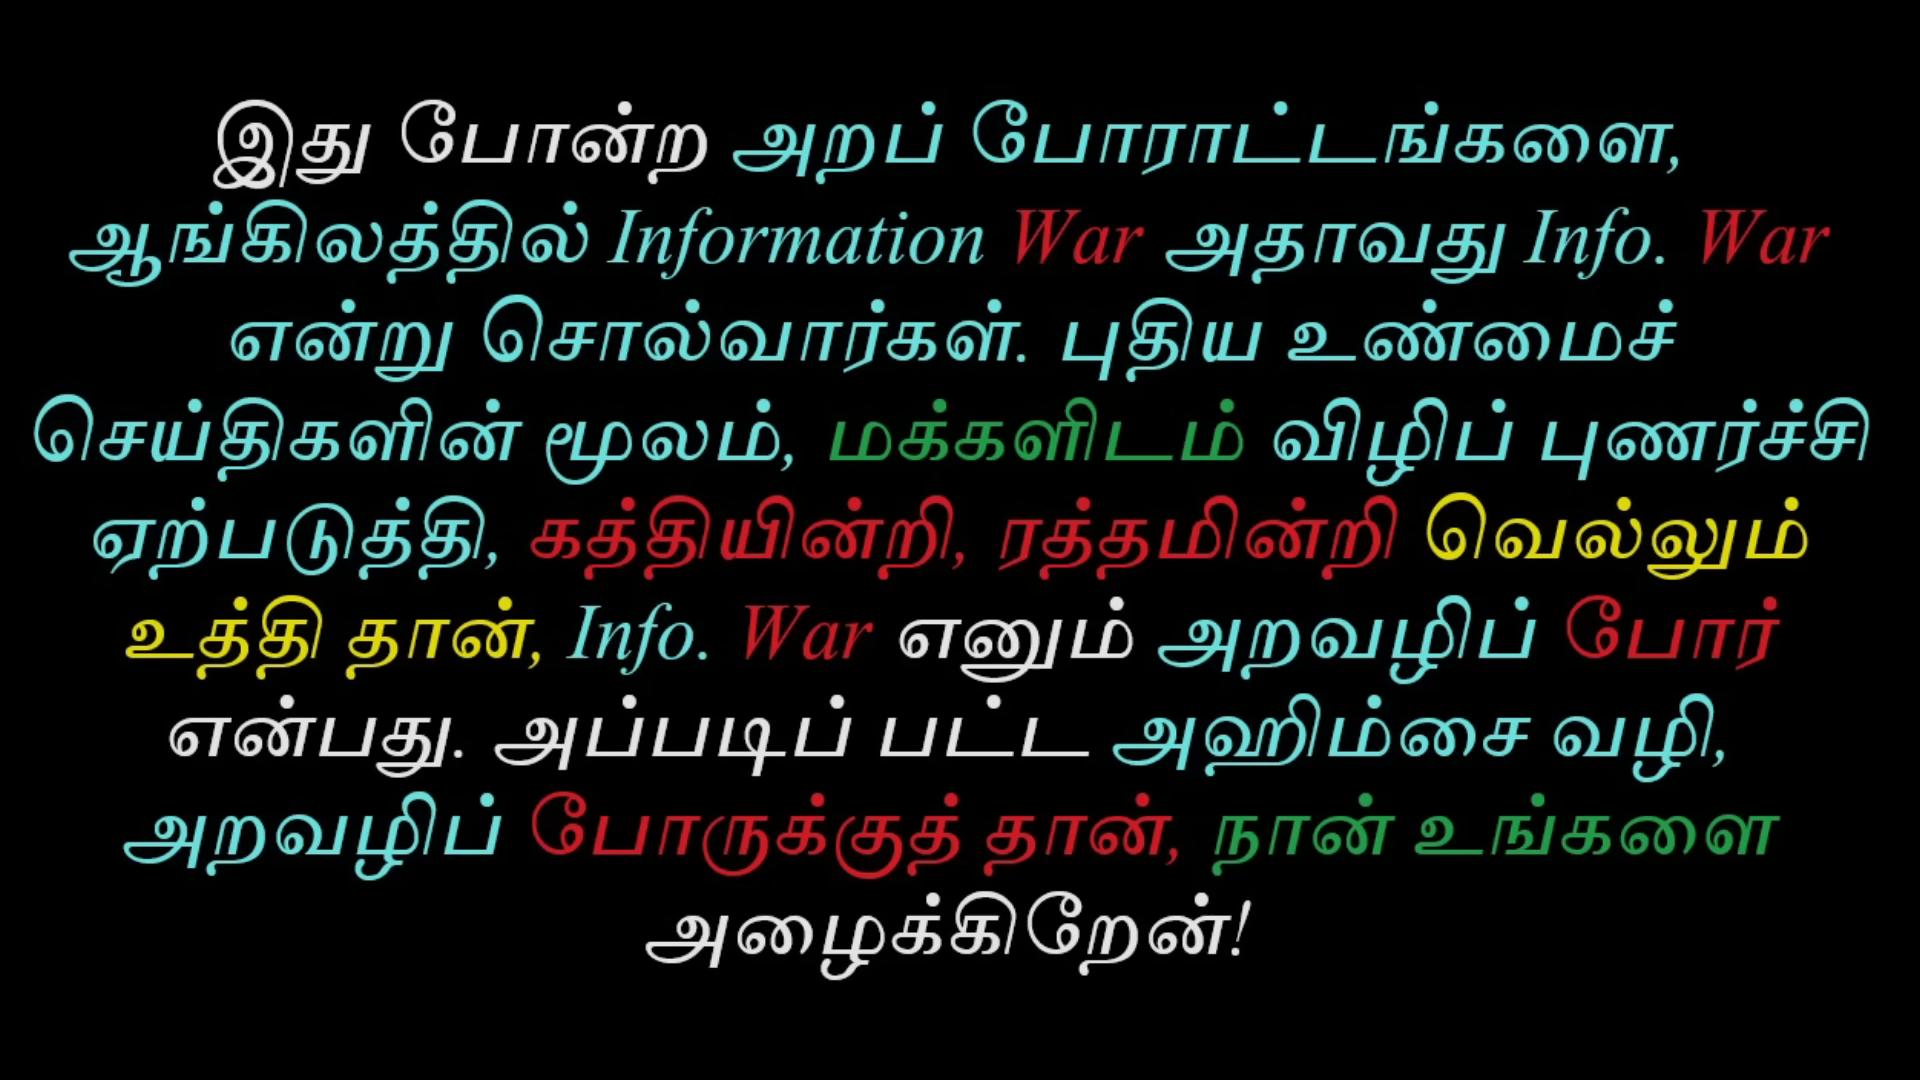 இது போன்ற அறப் போராட்டங்களை,
ஆங்கிலத்தில் Information War அதாவது Info. War
என்று சொல்வார்கள். புதிய உண்மைச்
செய்திகளின் மூலம், மக்களிடம் விழிப் புணர்ச்சி
ஏற்படுத்தி, கத்தியின்றி, ரத்தமின்றி வெல்லும்
உத்தி தான், Info. War எனும் அறவழிப் போர்
என்பது. அப்படிப் பட்ட அஹிம்சை வழி,
அறவழிப் போருக்குத் தான், நான் உங்களை
அழைக்கிறேன்!